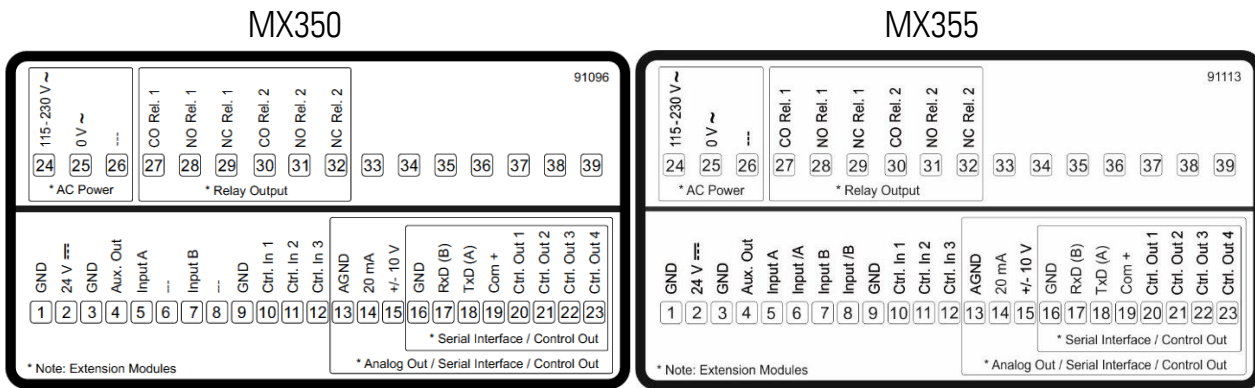 MX350
91096
115-230 V ~
0 V ~
---
CO Rel. 1
NO Rel. 1
NC Rel. 1
CO Rel. 2
NO Rel. 2
NC Rel. 2
24 25 26 27 28 29 30 31 32 33 34 35 36 37 38 39
* AC Power
* Relay Output
GND
24 V ⎓
GND
Aux. Out
Input A
---
Input B
---
GND
Ctrl. In 1
Ctrl. In 2
Ctrl. In 3
AGND
20 mA
+/- 10 V
GND
RxD (B)
TxD (A)
Com +
Ctrl. Out 1
Ctrl. Out 2
Ctrl. Out 3
Ctrl. Out 4
1 2 3 4 5 6 7 8 9 10 11 12 13 14 15 16 17 18 19 20 21 22 23
* Serial Interface / Control Out
* Analog Out / Serial Interface / Control Out
* Note: Extension Modules
MX355
91113
115-230 V ~
0 V ~
---
CO Rel. 1
NO Rel. 1
NC Rel. 1
CO Rel. 2
NO Rel. 2
NC Rel. 2
24 25 26 27 28 29 30 31 32 33 34 35 36 37 38 39
* AC Power
* Relay Output
GND
24 V ⎓
GND
Aux. Out
Input A
Input /A
Input B
Input /B
GND
Ctrl. In 1
Ctrl. In 2
Ctrl. In 3
AGND
20 mA
+/- 10 V
GND
RxD (B)
TxD (A)
Com +
Ctrl. Out 1
Ctrl. Out 2
Ctrl. Out 3
Ctrl. Out 4
1 2 3 4 5 6 7 8 9 10 11 12 13 14 15 16 17 18 19 20 21 22 23
* Serial Interface / Control Out
* Analog Out / Serial Interface / Control Out
* Note: Extension Modules